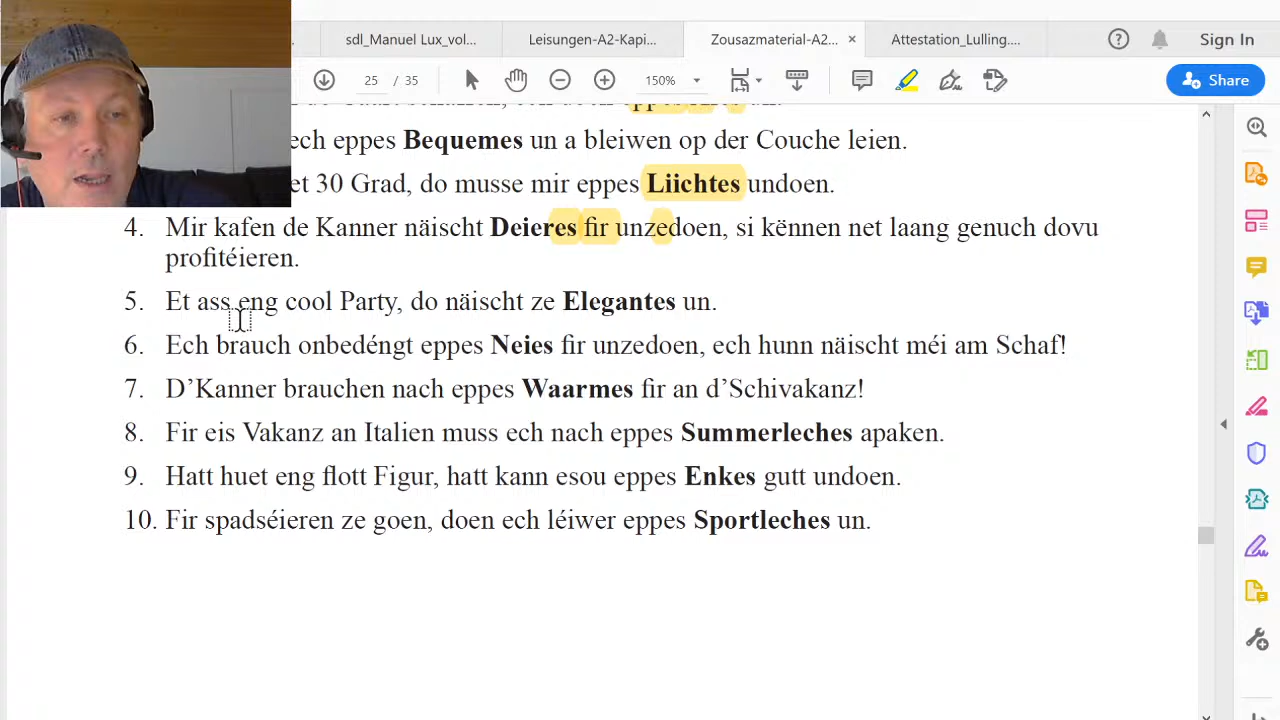 sdl_Manuel Lux_vol... Leisungen-A2-Kapi... Zousazmaterial-A2... × Attestation_Lulling.... ? Sign In
25 / 35 150% Share
ech eppes Bequemes un a bleiwen op der Couche leien.
et 30 Grad, do musse mir eppes Liichtes undoen.
4. Mir kafen de Kanner näischt Deieres fir unzedoen, si kënnen net laang genuch dovu
profitéieren.
5. Et ass eng cool Party, do näischt ze Elegantes un.
6. Ech brauch onbedéngt eppes Neies fir unzedoen, ech hunn näischt méi am Schaf!
7. D’Kanner brauchen nach eppes Waarmes fir an d’Schivakanz!
8. Fir eis Vakanz an Italien muss ech nach eppes Summerleches apaken.
9. Hatt huet eng flott Figur, hatt kann esou eppes Enkes gutt undoen.
10. Fir spadséieren ze goen, doen ech léiwer eppes Sportleches un.